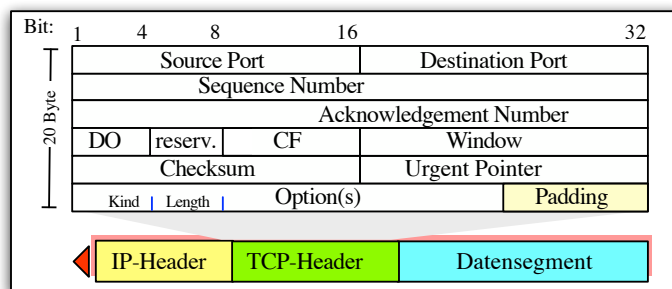 Bit: 1 4 8 16 32
Source Port Destination Port
Sequence Number
Acknowledgement Number
DO reserv. CF Window
Checksum Urgent Pointer
Kind Length Option(s) Padding
20 Byte
IP-Header TCP-Header Datensegment